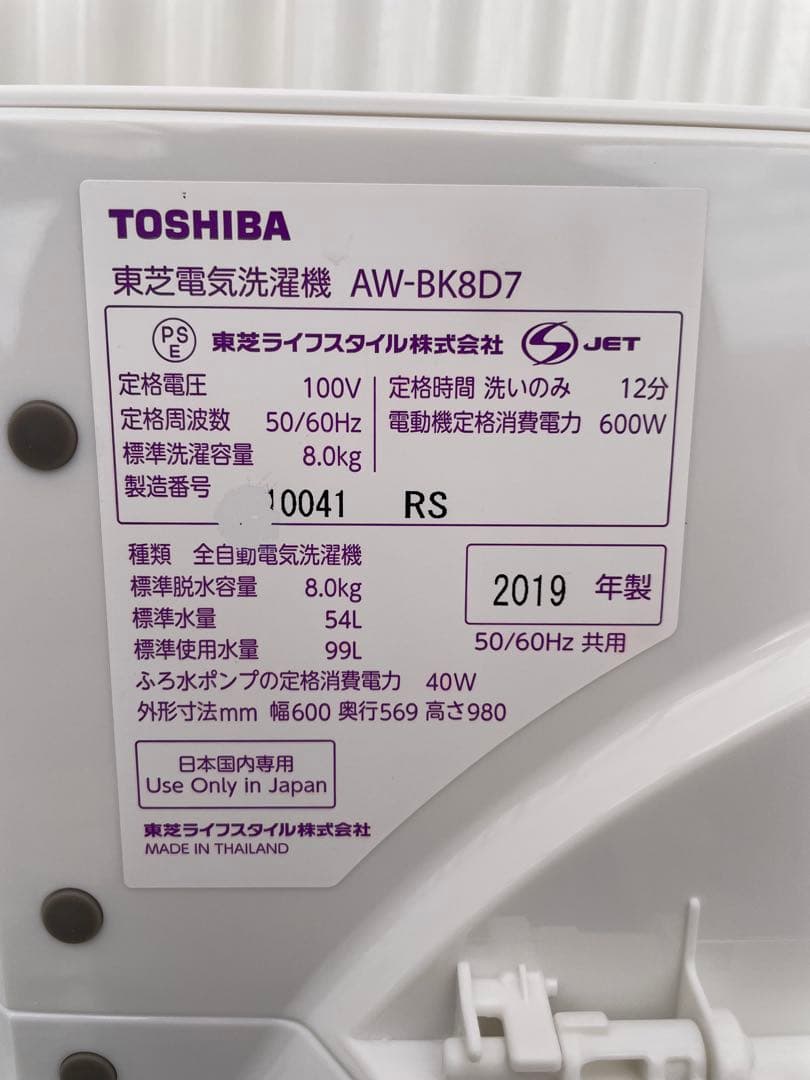 TOSHIBA
東芝電気洗濯機 AW-BK8D7
PS E 東芝ライフスタイル株式会社 S JET
定格電圧 100V 定格時間 洗いのみ 12分
定格周波数 50/60Hz 電動機定格消費電力 600W
標準洗濯容量 8.0kg
製造番号 10041 RS
種類 全自動電気洗濯機
標準脱水容量 8.0kg 2019 年製
標準水量 54L
標準使用水量 99L 50/60Hz 共用
ふろ水ポンプの定格消費電力 40W
外形寸法mm 幅600 奥行569 高さ980
日本国内専用
Use Only in Japan
東芝ライフスタイル株式会社
MADE IN THAILAND